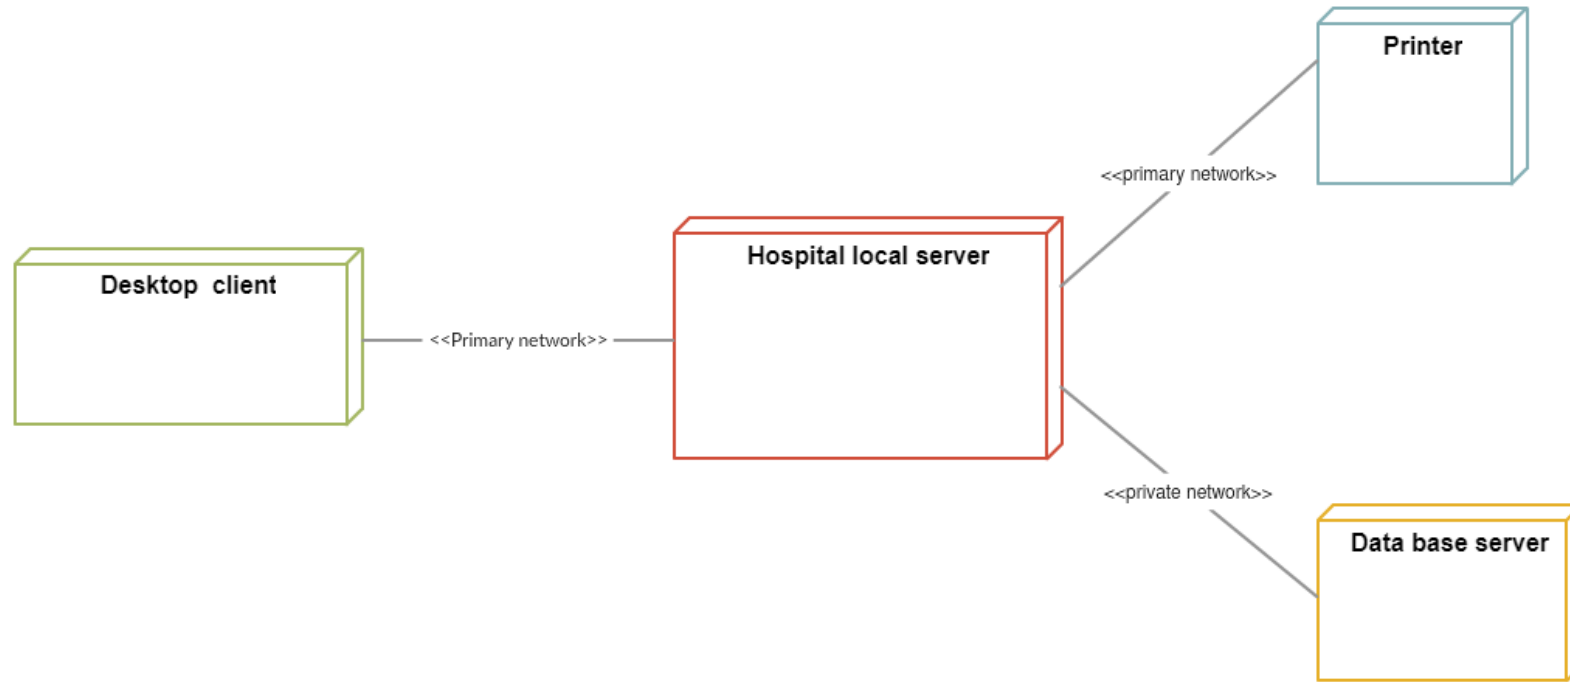 Printer
<<primary network>>
Hospital local server
Desktop  client
<<Primary network>>
<<private network>>
Data base server